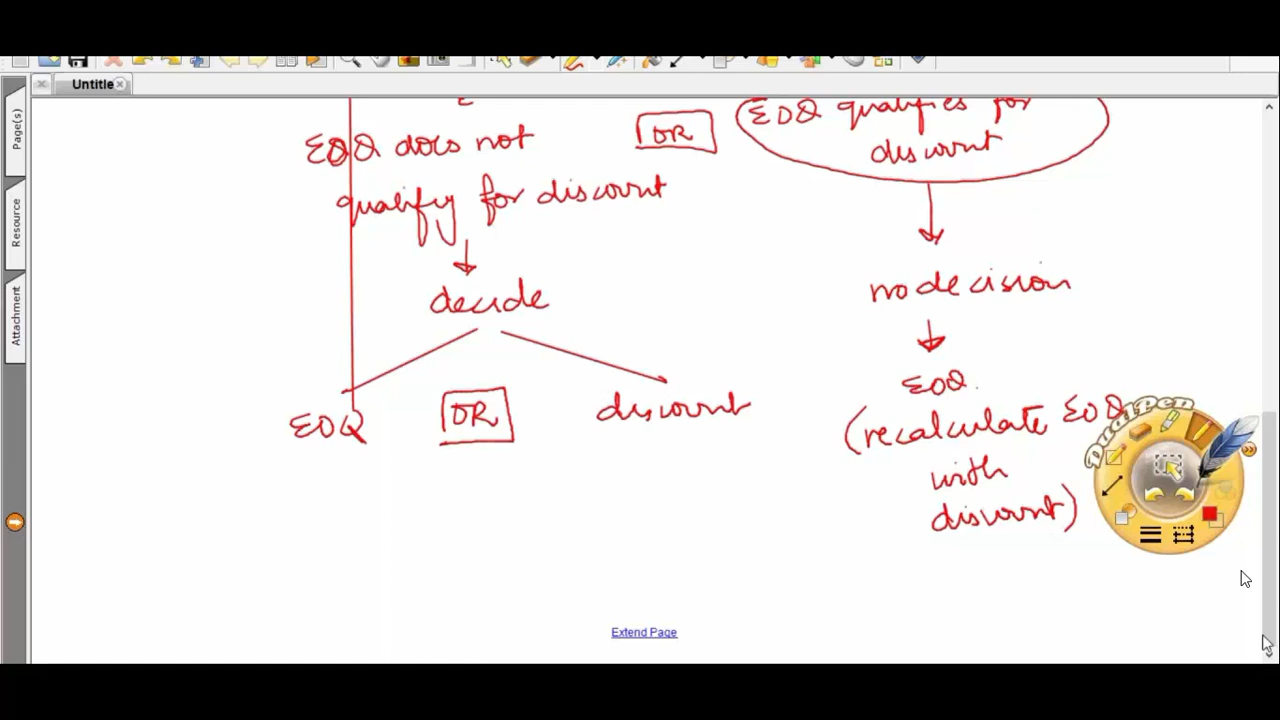 Untitle
Page(s)
Resource
Attachment
EOQ does not
qualify for discount
OR
EOQ qualifies for
discount
decide
no decision
EOQ
OR
discount
EOQ
(recalculate EOQ
with
discount)
DualPen
Extend Page